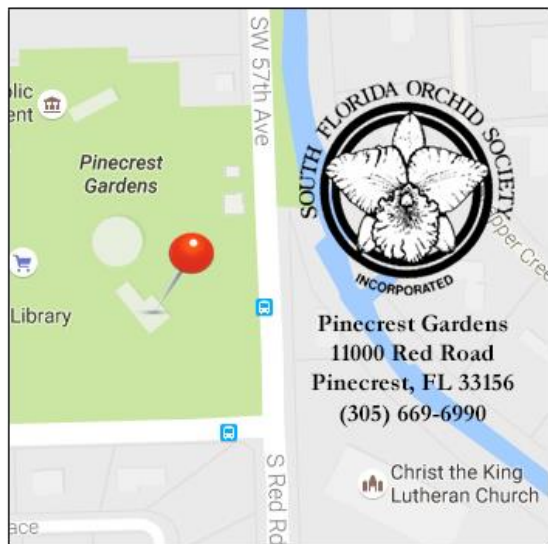 SW 57th Ave
SOUTH FLORIDA ORCHID SOCIETY
INCORPORATED
Pinecrest
Gardens
Library
Pinecrest Gardens
11000 Red Road
Pinecrest, FL 33156
(305) 669-6990
S Red Rd
Christ the King
Lutheran Church